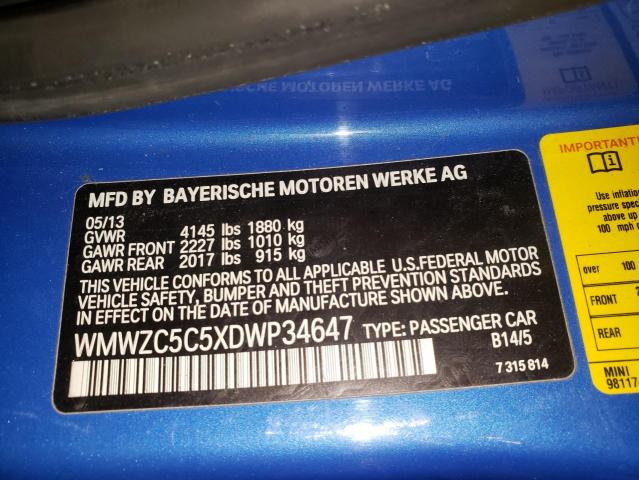 MFD BY BAYERISCHE MOTOREN WERKE AG
05/13
GVWR 4145 lbs 1880 kg
GAWR FRONT 2227 lbs 1010 kg
GAWR REAR 2017 lbs 915 kg
THIS VEHICLE CONFORMS TO ALL APPLICABLE U.S.FEDERAL MOTOR
VEHICLE SAFETY, BUMPER AND THEFT PREVENTION STANDARDS
IN EFFECT ON THE DATE OF MANUFACTURE SHOWN ABOVE.
WMWZC5C5XDWP34647 TYPE: PASSENGER CAR
B14/5
7 315 814
IMPORTANT
Use inflation
pressure
above up
100 mph
over 100
FRONT
REAR
MINI
98117